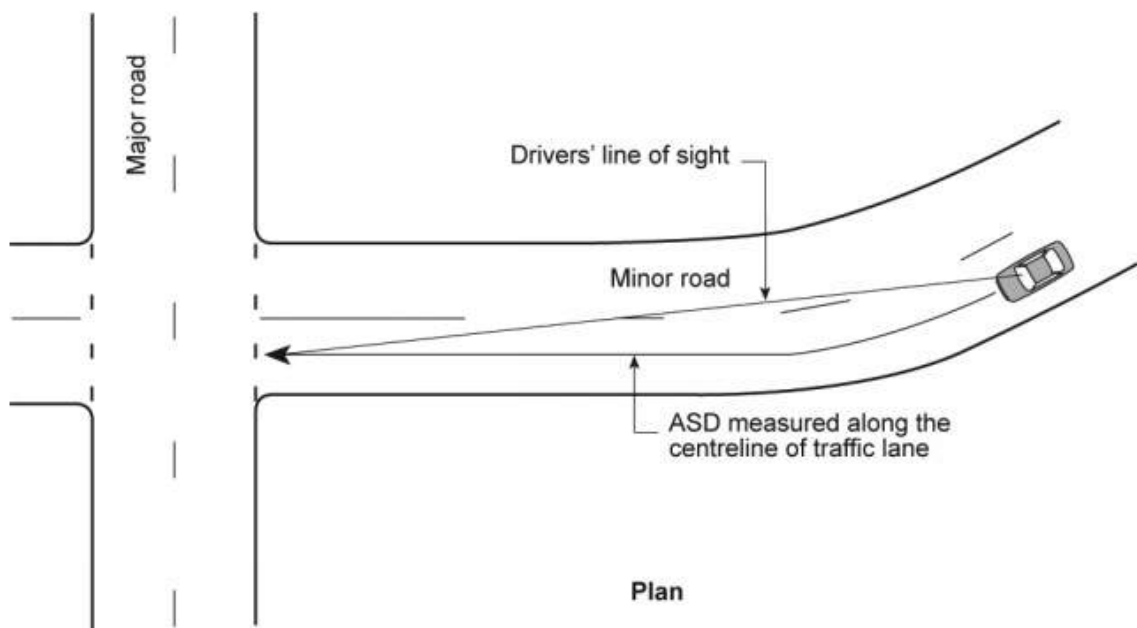 Major road
Drivers' line of sight
Minor road
ASD measured along the
centreline of traffic lane
Plan